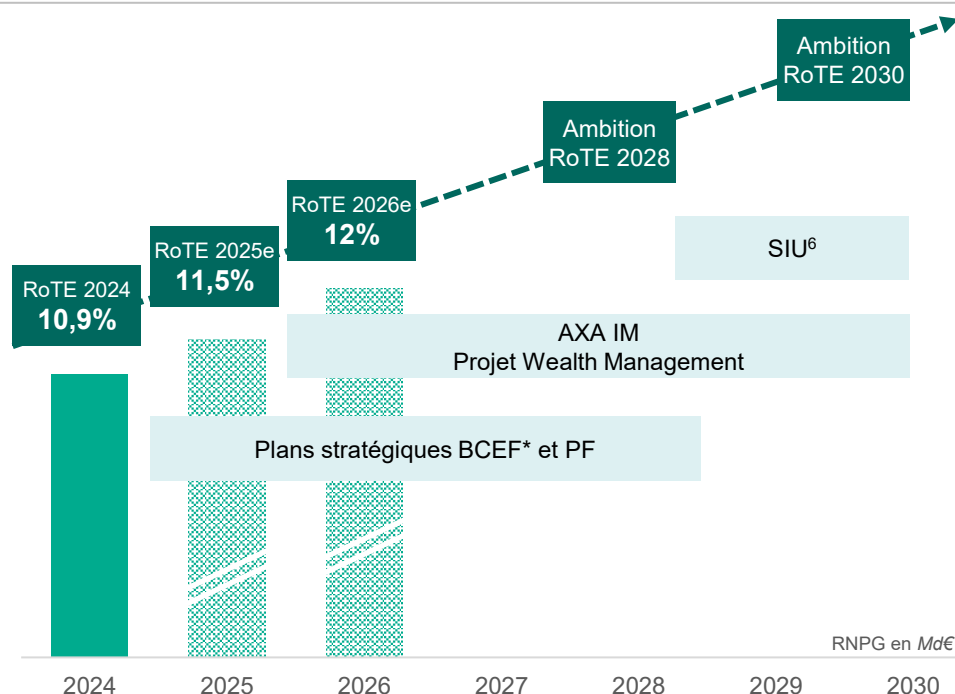 Ambition
RoTE 2030
Ambition
RoTE 2028
RoTE 2026e
12%
RoTE 2025e
11,5%
RoTE 2024
10,9%
SIU⁶
AXA IM
Projet Wealth Management
Plans stratégiques BCEF* et PF
RNPG en Md€
2024 2025 2026 2027 2028 2029 2030